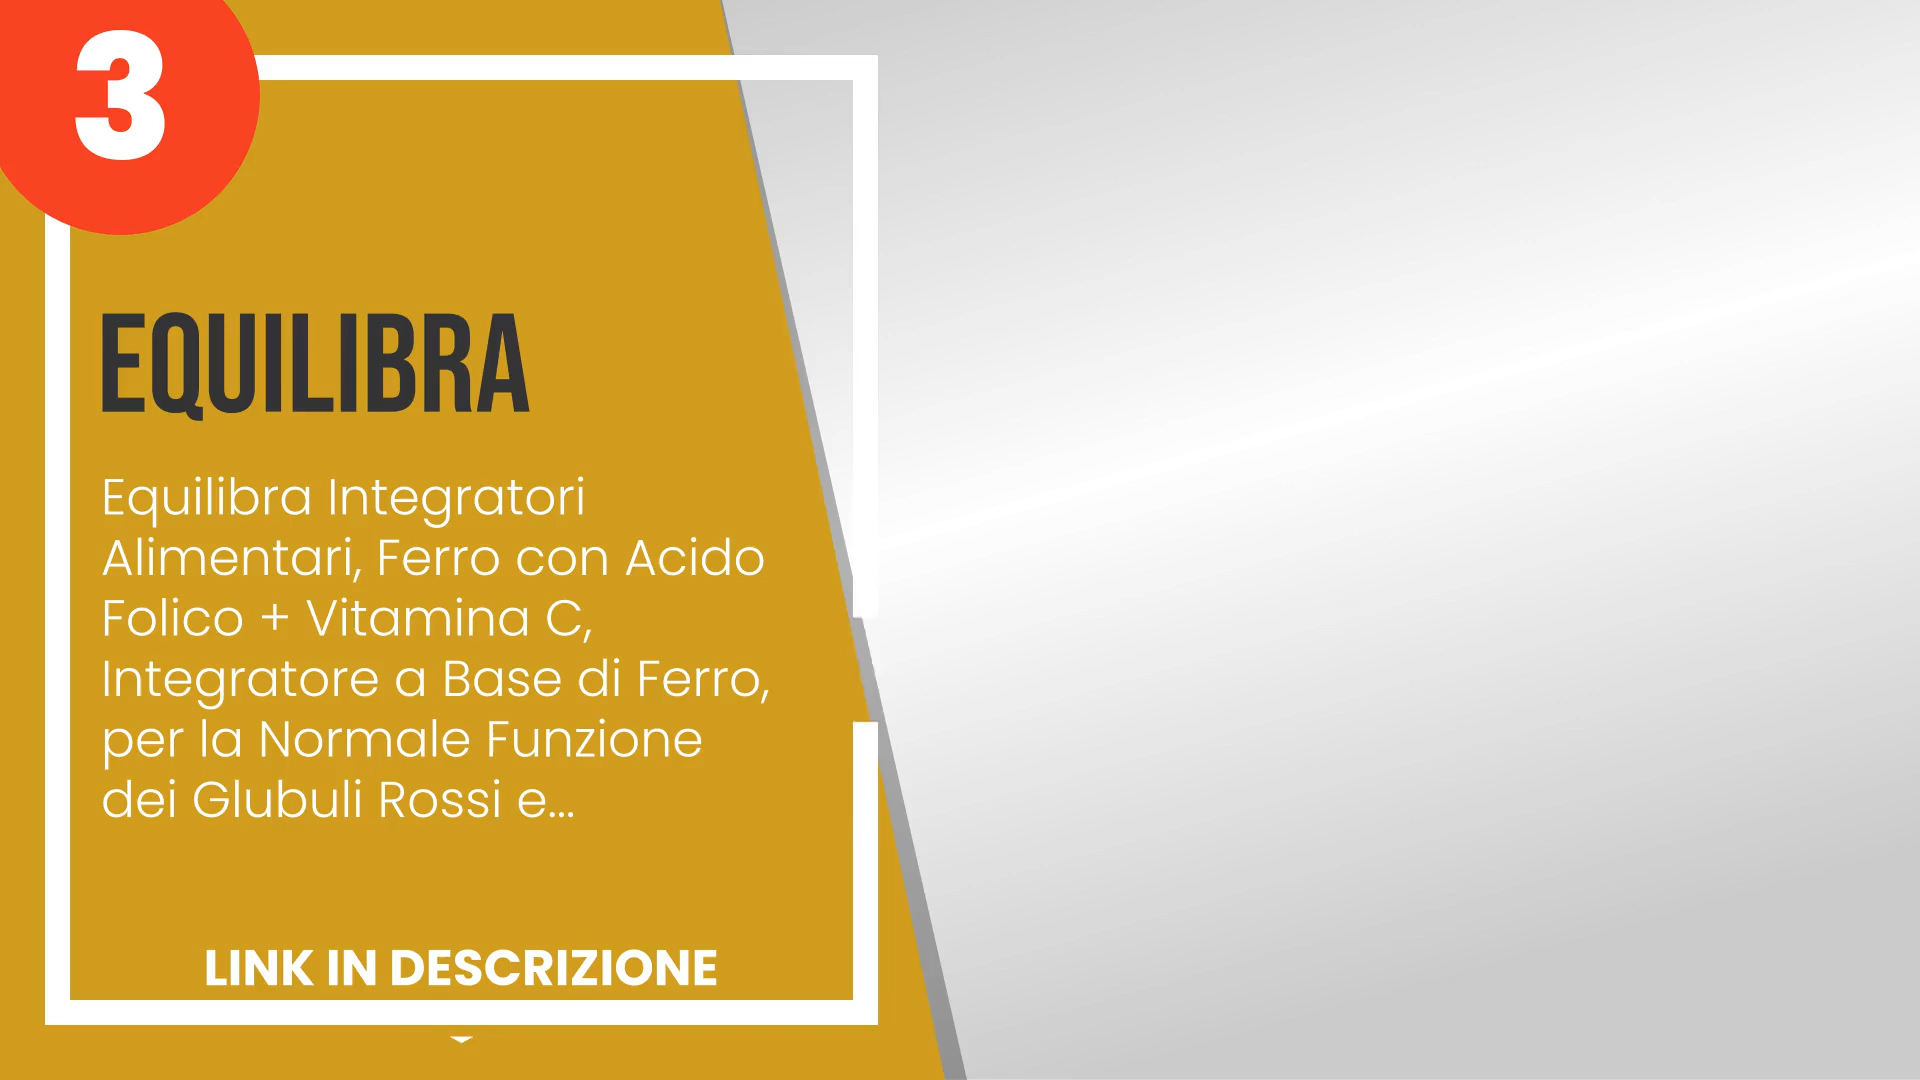 3
EQUILIBRA
Equilibra Integratori
Alimentari, Ferro con Acido
Folico + Vitamina C,
Integratore a Base di Ferro,
per la Normale Funzione
dei Glubuli Rossi e...
LINK IN DESCRIZIONE